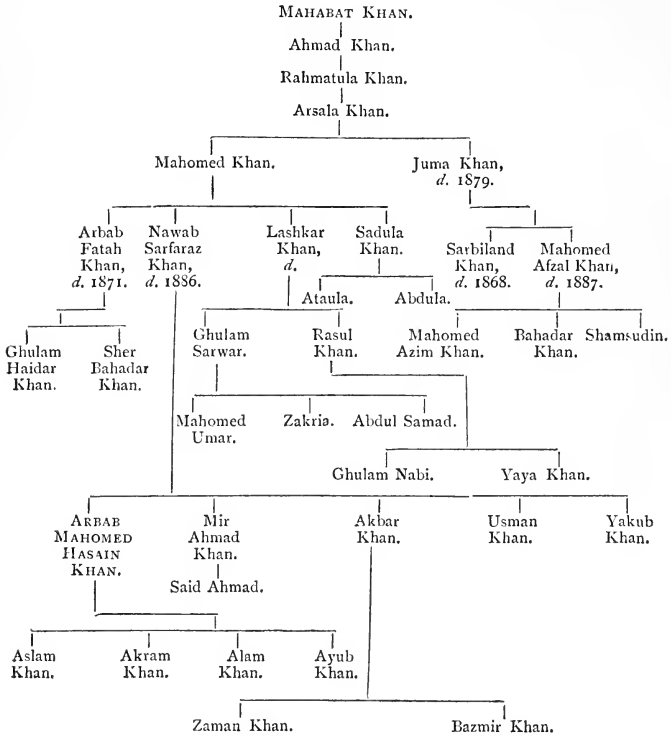 MAHABAT KHAN.
Ahmad Khan.
Rahmatula Khan.
Arsala Khan.
Mahomed Khan.
Juma Khan,
d. 1879.
Arbab
Fatah
Khan,
d. 1871.
Nawab
Sarfaraz
Khan,
d. 1886.
Lashkar
Khan,
d.
Sadula
Khan.
Sarbiland
Khan,
d. 1868.
Mahomed
Afzal Khan,
d. 1887.
Ataula.
Abdula.
Ghulam
Haidar
Khan.
Sher
Bahadar
Khan.
Ghulam
Sarwar.
Rasul
Khan.
Mahomed
Azim Khan.
Bahadar
Khan.
Shamsudin.
Mahomed
Umar.
Zakria.
Abdul Samad.
Ghulam Nabi.
Yaya Khan.
ARBAB
MAHOMED
HASAIN
KHAN.
Mir
Ahmad
Khan.
Akbar
Khan.
Usman
Khan.
Yakub
Khan.
Said Ahmad.
Aslam
Khan.
Akram
Khan.
Alam
Khan.
Ayub
Khan.
Zaman Khan.
Bazmir Khan.